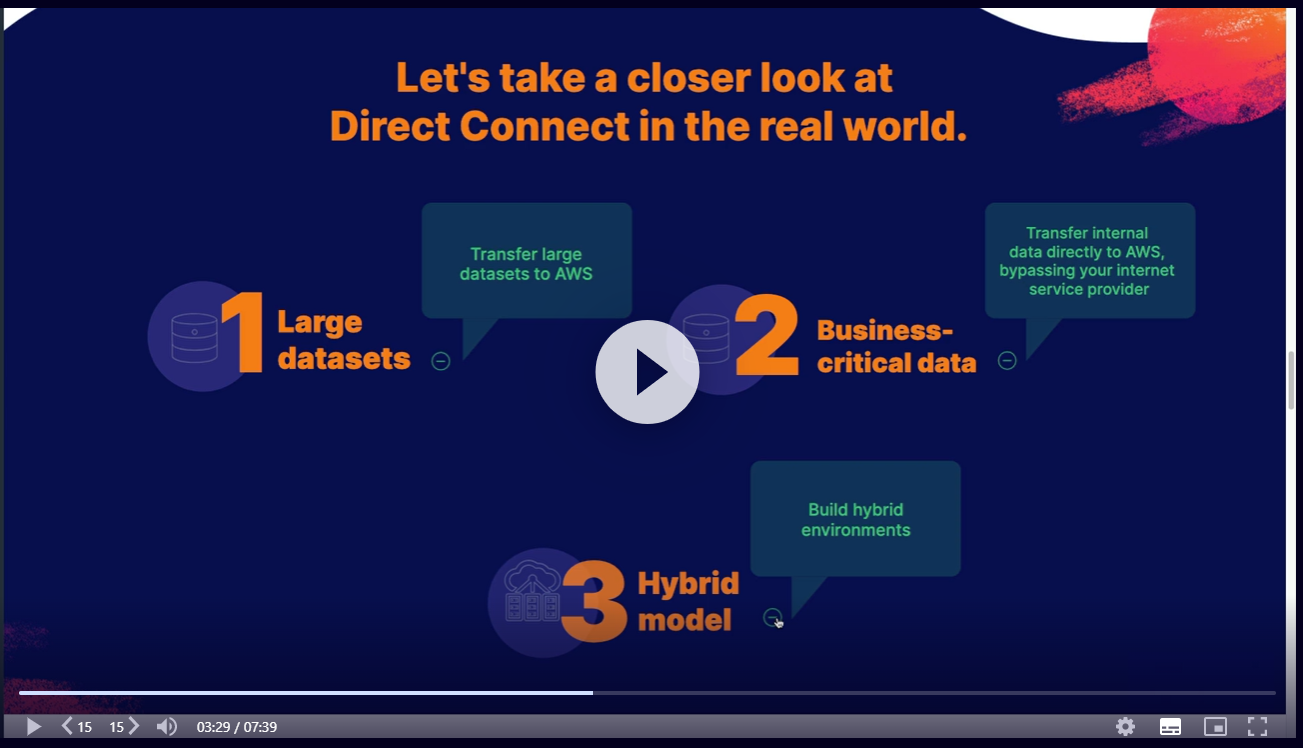 Let's take a closer look at
Direct Connect in the real world.
Transfer large
datasets to AWS
1
Large
datasets
Transfer internal
data directly to AWS,
bypassing your internet
service provider
2
Business-
critical data
Build hybrid
environments
3
Hybrid
model
15 15 03:29 / 07:39